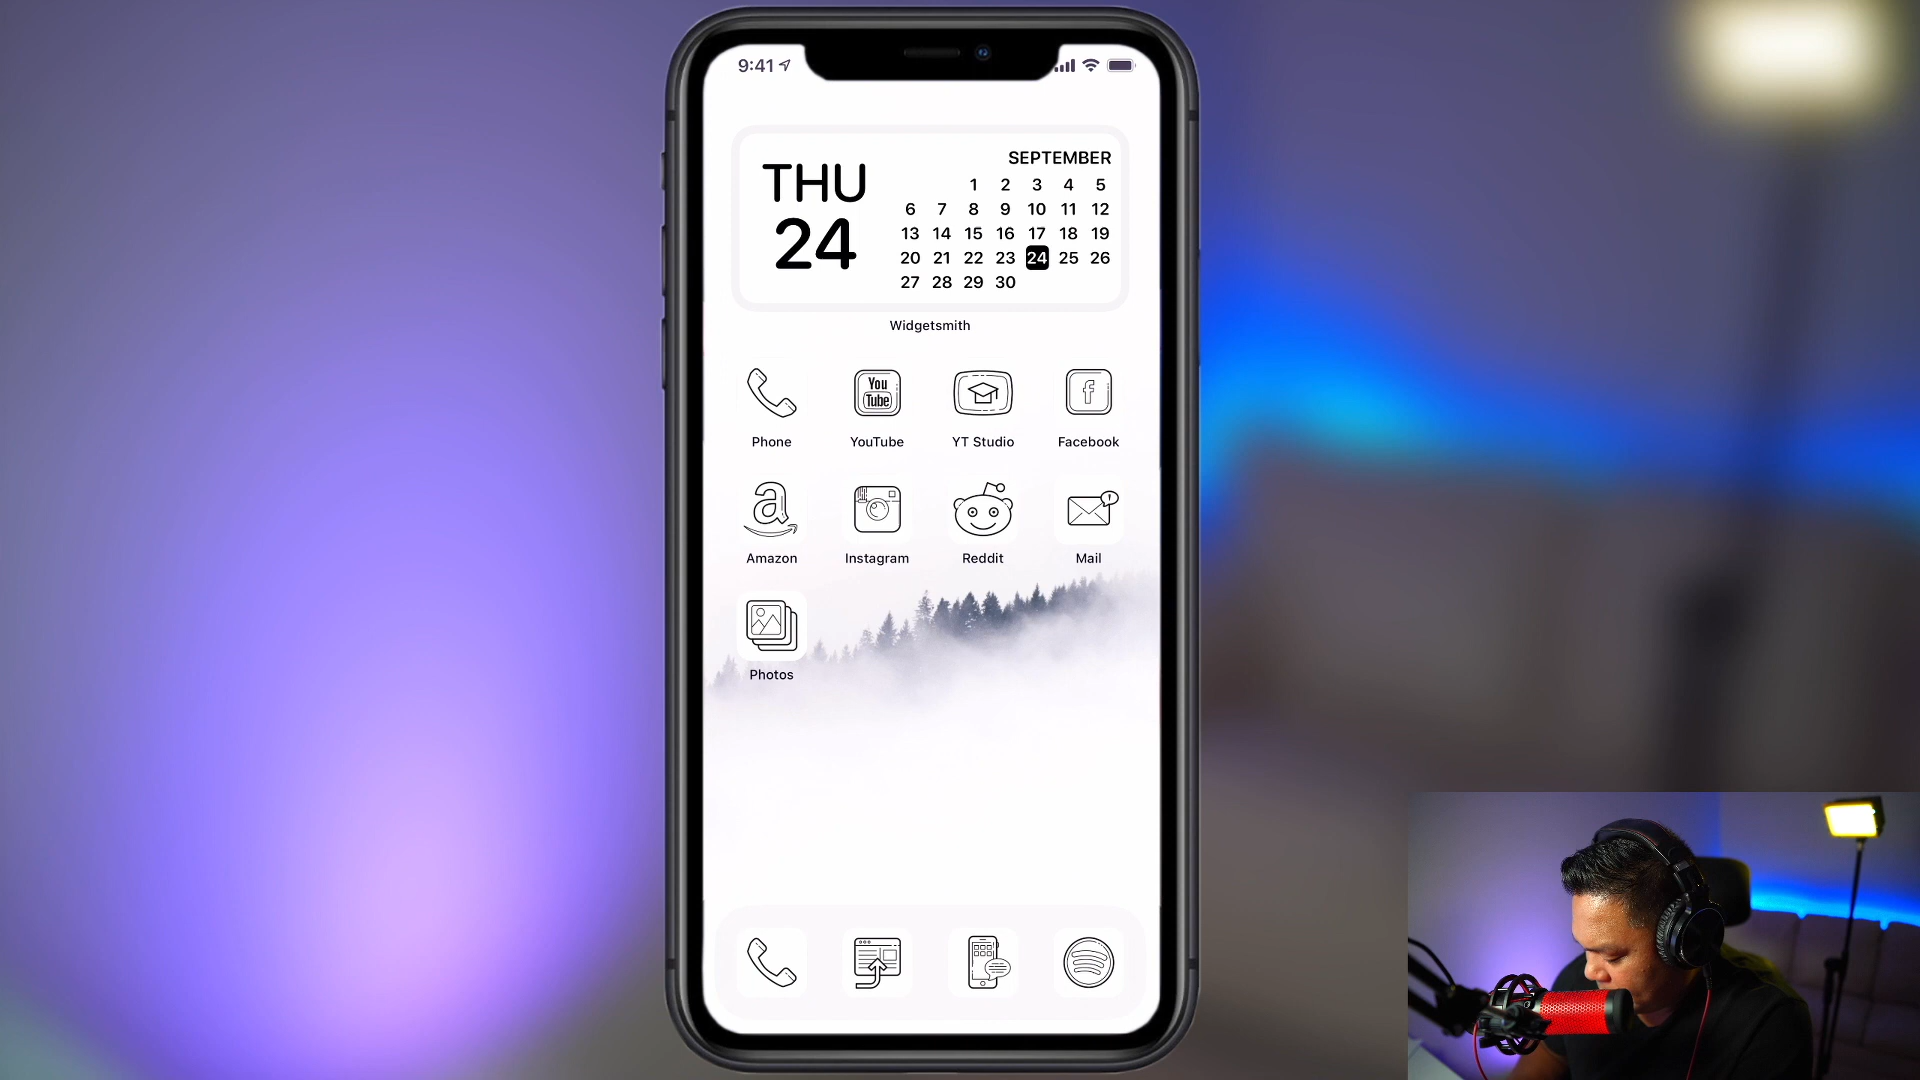 9:41
THU
24
SEPTEMBER
1 2 3 4 5
6 7 8 9 10 11 12
13 14 15 16 17 18 19
20 21 22 23 24 25 26
27 28 29 30
Widgetsmith
You
Tube
f
Phone YouTube YT Studio Facebook
a
Amazon Instagram Reddit Mail
Photos